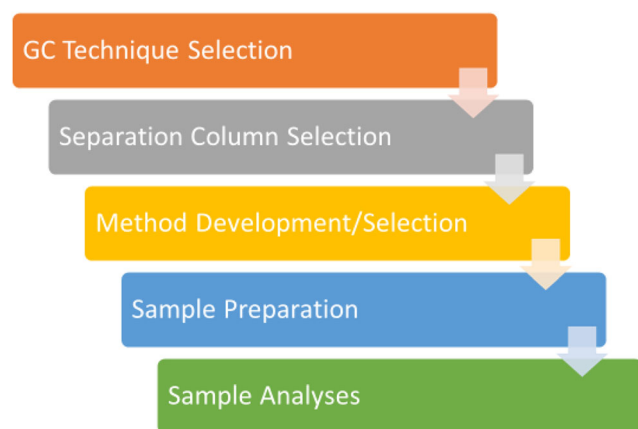 GC Technique Selection
Separation Column Selection
Method Development/Selection
Sample Preparation
Sample Analyses